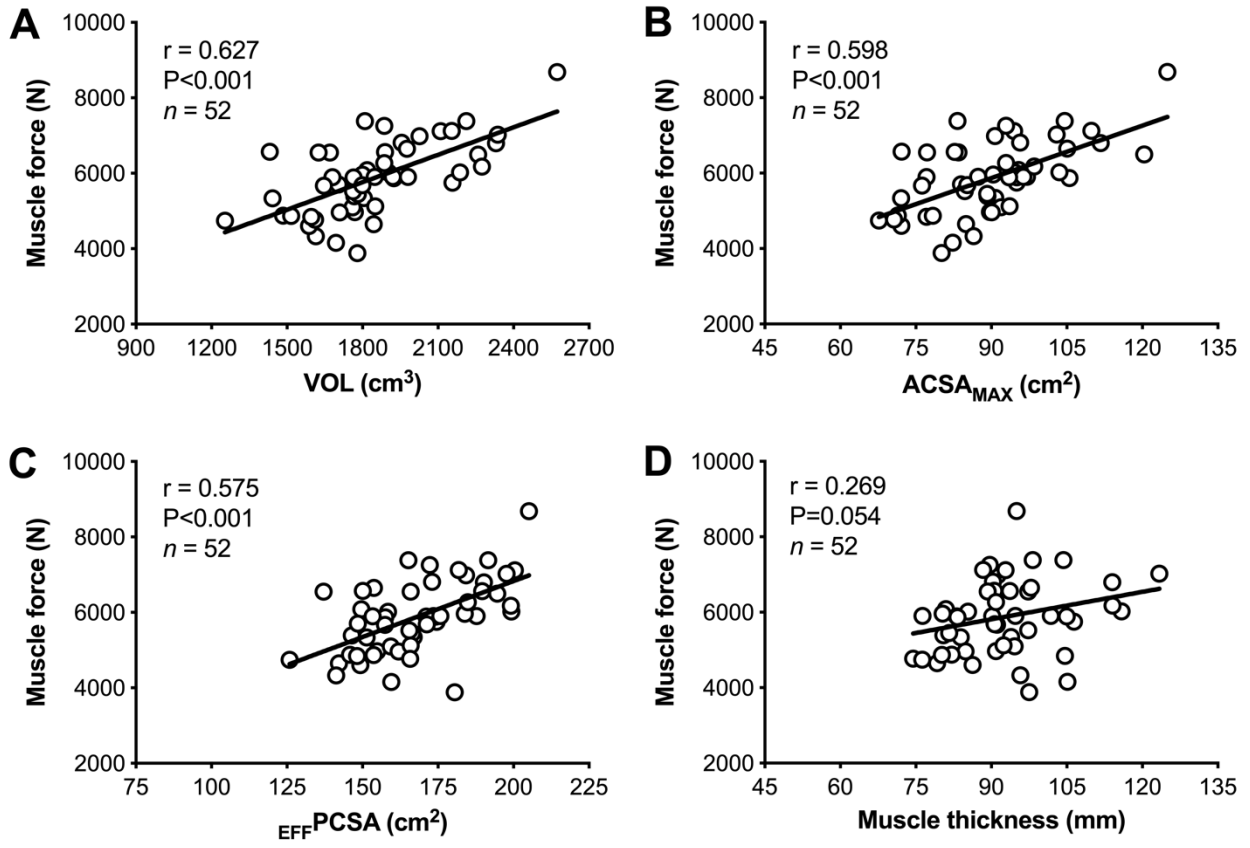 A
r = 0.627
P<0.001
n = 52
Muscle force (N)
10000
8000
6000
4000
2000
900
1200
1500
1800
2100
2400
2700
VOL (cm³)
B
r = 0.598
P<0.001
n = 52
Muscle force (N)
10000
8000
6000
4000
2000
45
60
75
90
105
120
135
ACSA_MAX (cm²)
C
r = 0.575
P<0.001
n = 52
Muscle force (N)
10000
8000
6000
4000
2000
75
100
125
150
175
200
225
EFFPCSA (cm²)
D
r = 0.269
P=0.054
n = 52
Muscle force (N)
10000
8000
6000
4000
2000
45
60
75
90
105
120
135
Muscle thickness (mm)